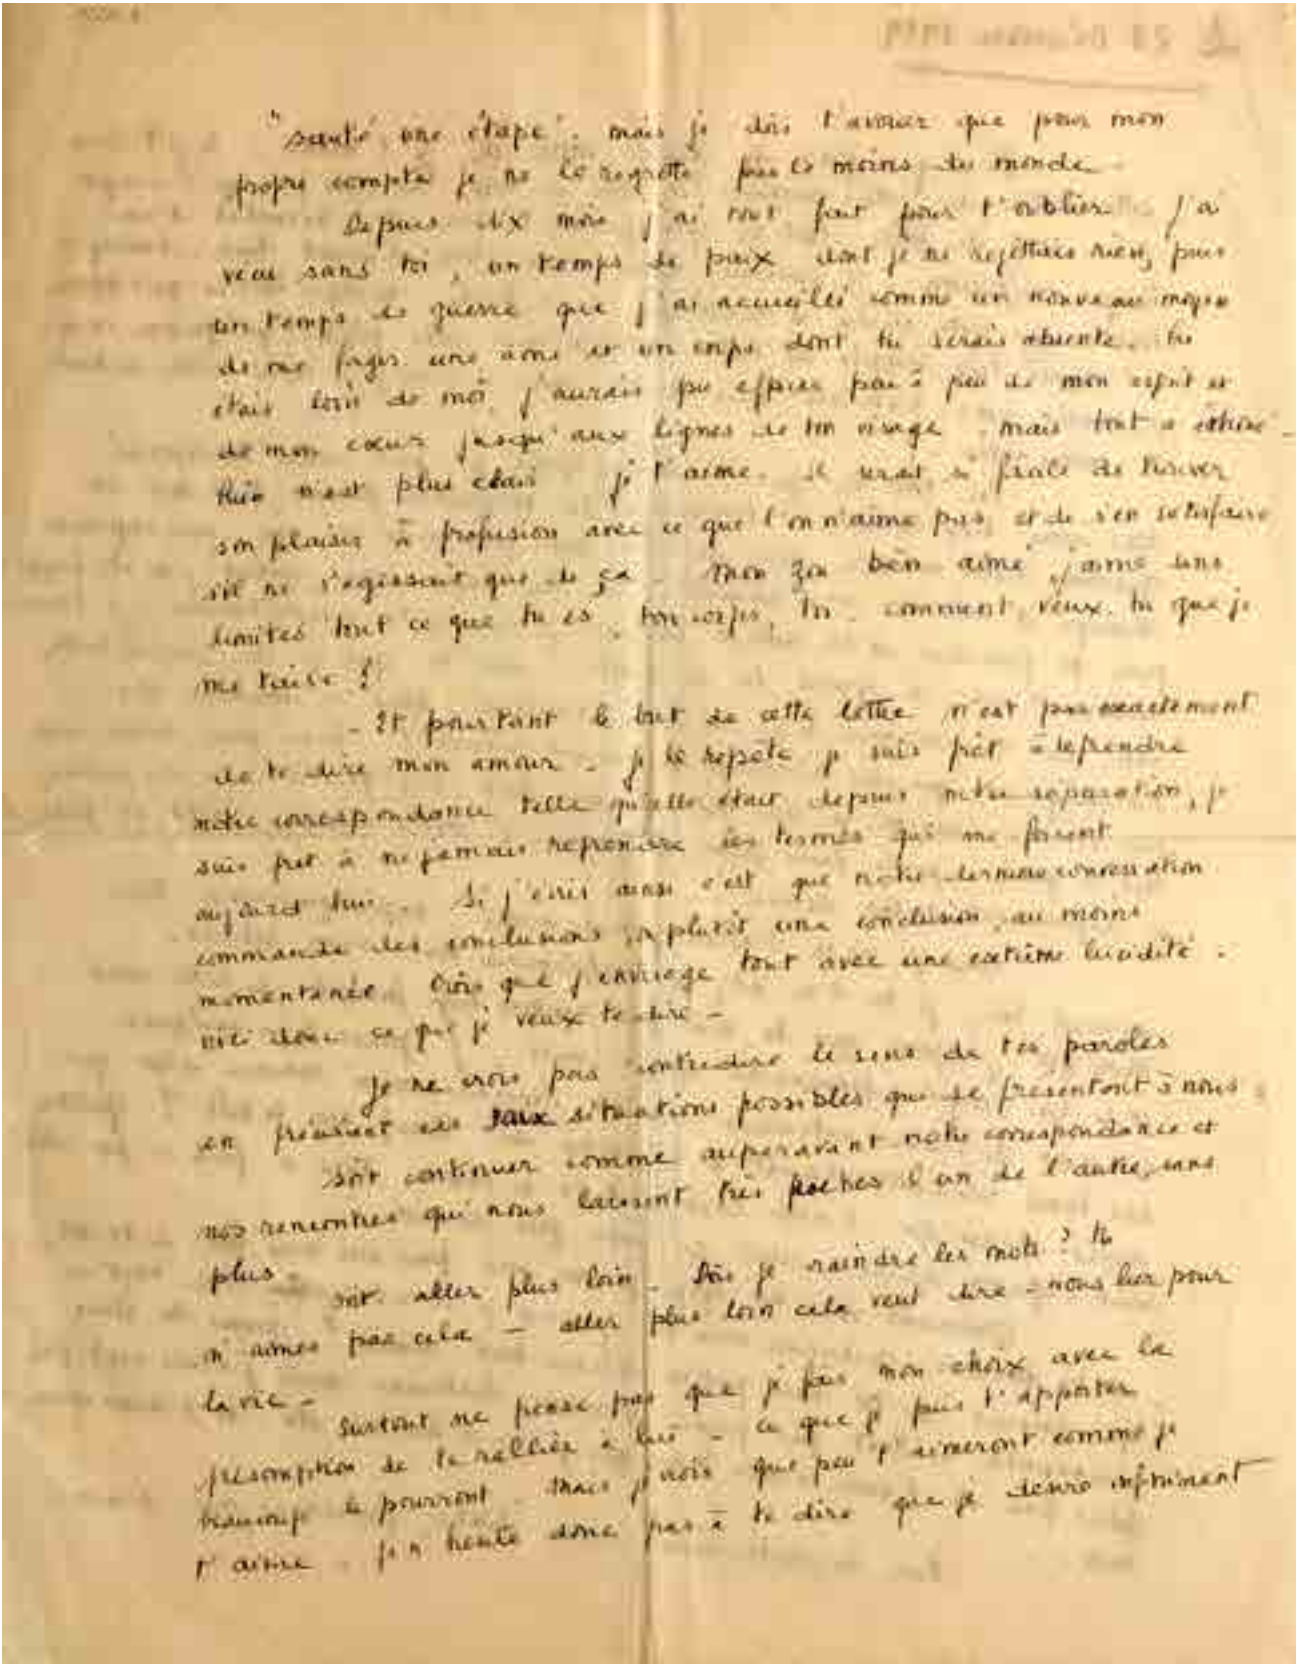 "sauté une étape". mais je dois t'avouer que pour mon
propre compte je ne le regrette pas le moins du monde.
Depuis dix mois j'ai tout fait pour t'oublier. J'ai
vécu sans toi, un temps de paix dont je ne rejettais rien, puis
un temps de guerre que j'ai accueilli comme un nouveau moyen
de me forger une âme et un corps dont tu serais absente. tu
étais loin de moi, j'aurais pu effacer peu à peu de mon esprit et
de mon cœur jusqu'aux lignes de ton visage. mais tout a
rien n'est plus clair je t'aime. Il serait si facile de trouver
son plaisir à profusion avec ce que l'on n'aime pas, et de s'en satisfaire
s'il ne s'agissait que de ça. Mon Zou bien aimé, j'aime sans
limites tout ce que tu es, ton corps, toi. comment veux-tu que je
me taise ?
- Et pourtant le but de cette lettre n'est pas exactement
de te dire mon amour. je le répète je suis prêt à reprendre
notre correspondance telle qu'elle était depuis notre séparation, je
suis prêt à ne jamais reprendre les termes qui me forcent
aujourd'hui. Si j'écris ainsi c'est que notre dernière conversation
commande des conclusions, ou plutôt une conclusion, au moins
momentanée. Crois que j'envisage tout avec une extrême lucidité.
voici donc ce que je veux te dire -
Je ne crois pas contredire le sens de tes paroles
en précisant les deux situations possibles qui se présentent à nous :
soit continuer comme auparavant notre correspondance et
nos rencontres qui nous laissent très proches l'un de l'autre, sans
plus.
soit aller plus loin. Dois-je craindre les mots ? tu
n'aimes pas cela - aller plus loin cela veut dire - nous lier pour
la vie -
Surtout ne pense pas que je fais mon choix avec la
présomption de te rallier à lui - ce que je puis t'apporter
beaucoup le pourront. Mais je crois que peu t'aimeront comme je
t'aime. je n'hésite donc pas à te dire que je désire infiniment